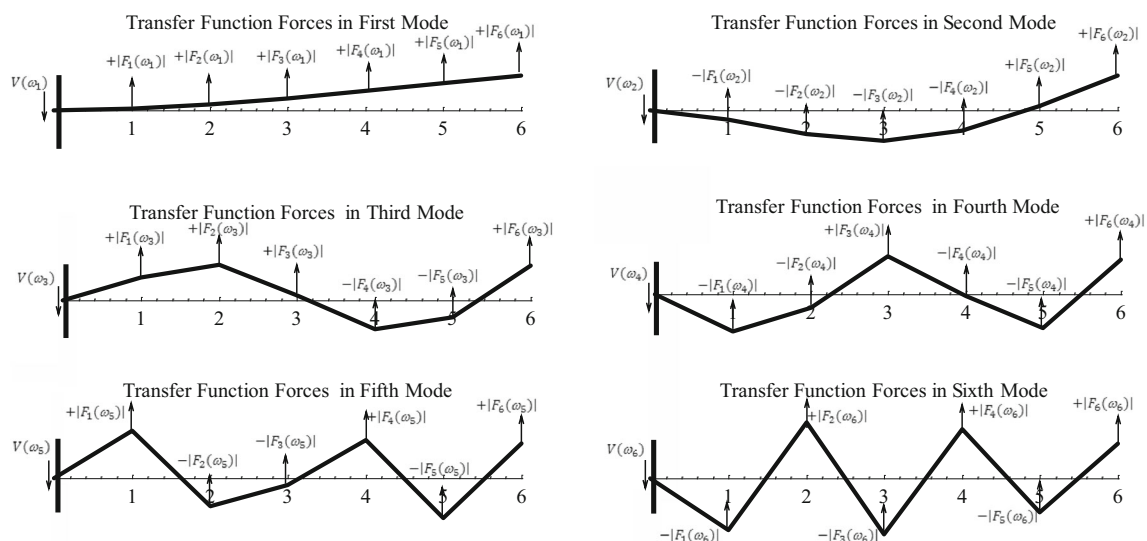 Transfer Function Forces in First Mode
+|F₁(ω₁)| +|F₂(ω₁)| +|F₃(ω₁)| +|F₄(ω₁)| +|F₅(ω₁)| +|F₆(ω₁)|
V(ω₁)
1 2 3 4 5 6
Transfer Function Forces in Second Mode
−|F₁(ω₂)| −|F₂(ω₂)| −|F₃(ω₂)| −|F₄(ω₂)| +|F₅(ω₂)| +|F₆(ω₂)|
V(ω₂)
1 2 3 4 5 6
Transfer Function Forces in Third Mode
+|F₁(ω₃)| +|F₂(ω₃)| +|F₃(ω₃)| −|F₄(ω₃)| −|F₅(ω₃)| +|F₆(ω₃)|
V(ω₃)
1 2 3 4 5 6
Transfer Function Forces in Fourth Mode
−|F₁(ω₄)| −|F₂(ω₄)| +|F₃(ω₄)| −|F₄(ω₄)| −|F₅(ω₄)| +|F₆(ω₄)|
V(ω₄)
1 2 3 4 5 6
Transfer Function Forces in Fifth Mode
+|F₁(ω₅)| −|F₂(ω₅)| −|F₃(ω₅)| +|F₄(ω₅)| −|F₅(ω₅)| +|F₆(ω₅)|
V(ω₅)
1 2 3 4 5 6
Transfer Function Forces in Sixth Mode
−|F₁(ω₆)| +|F₂(ω₆)| −|F₃(ω₆)| +|F₄(ω₆)| −|F₅(ω₆)| +|F₆(ω₆)|
V(ω₆)
1 2 3 4 5 6